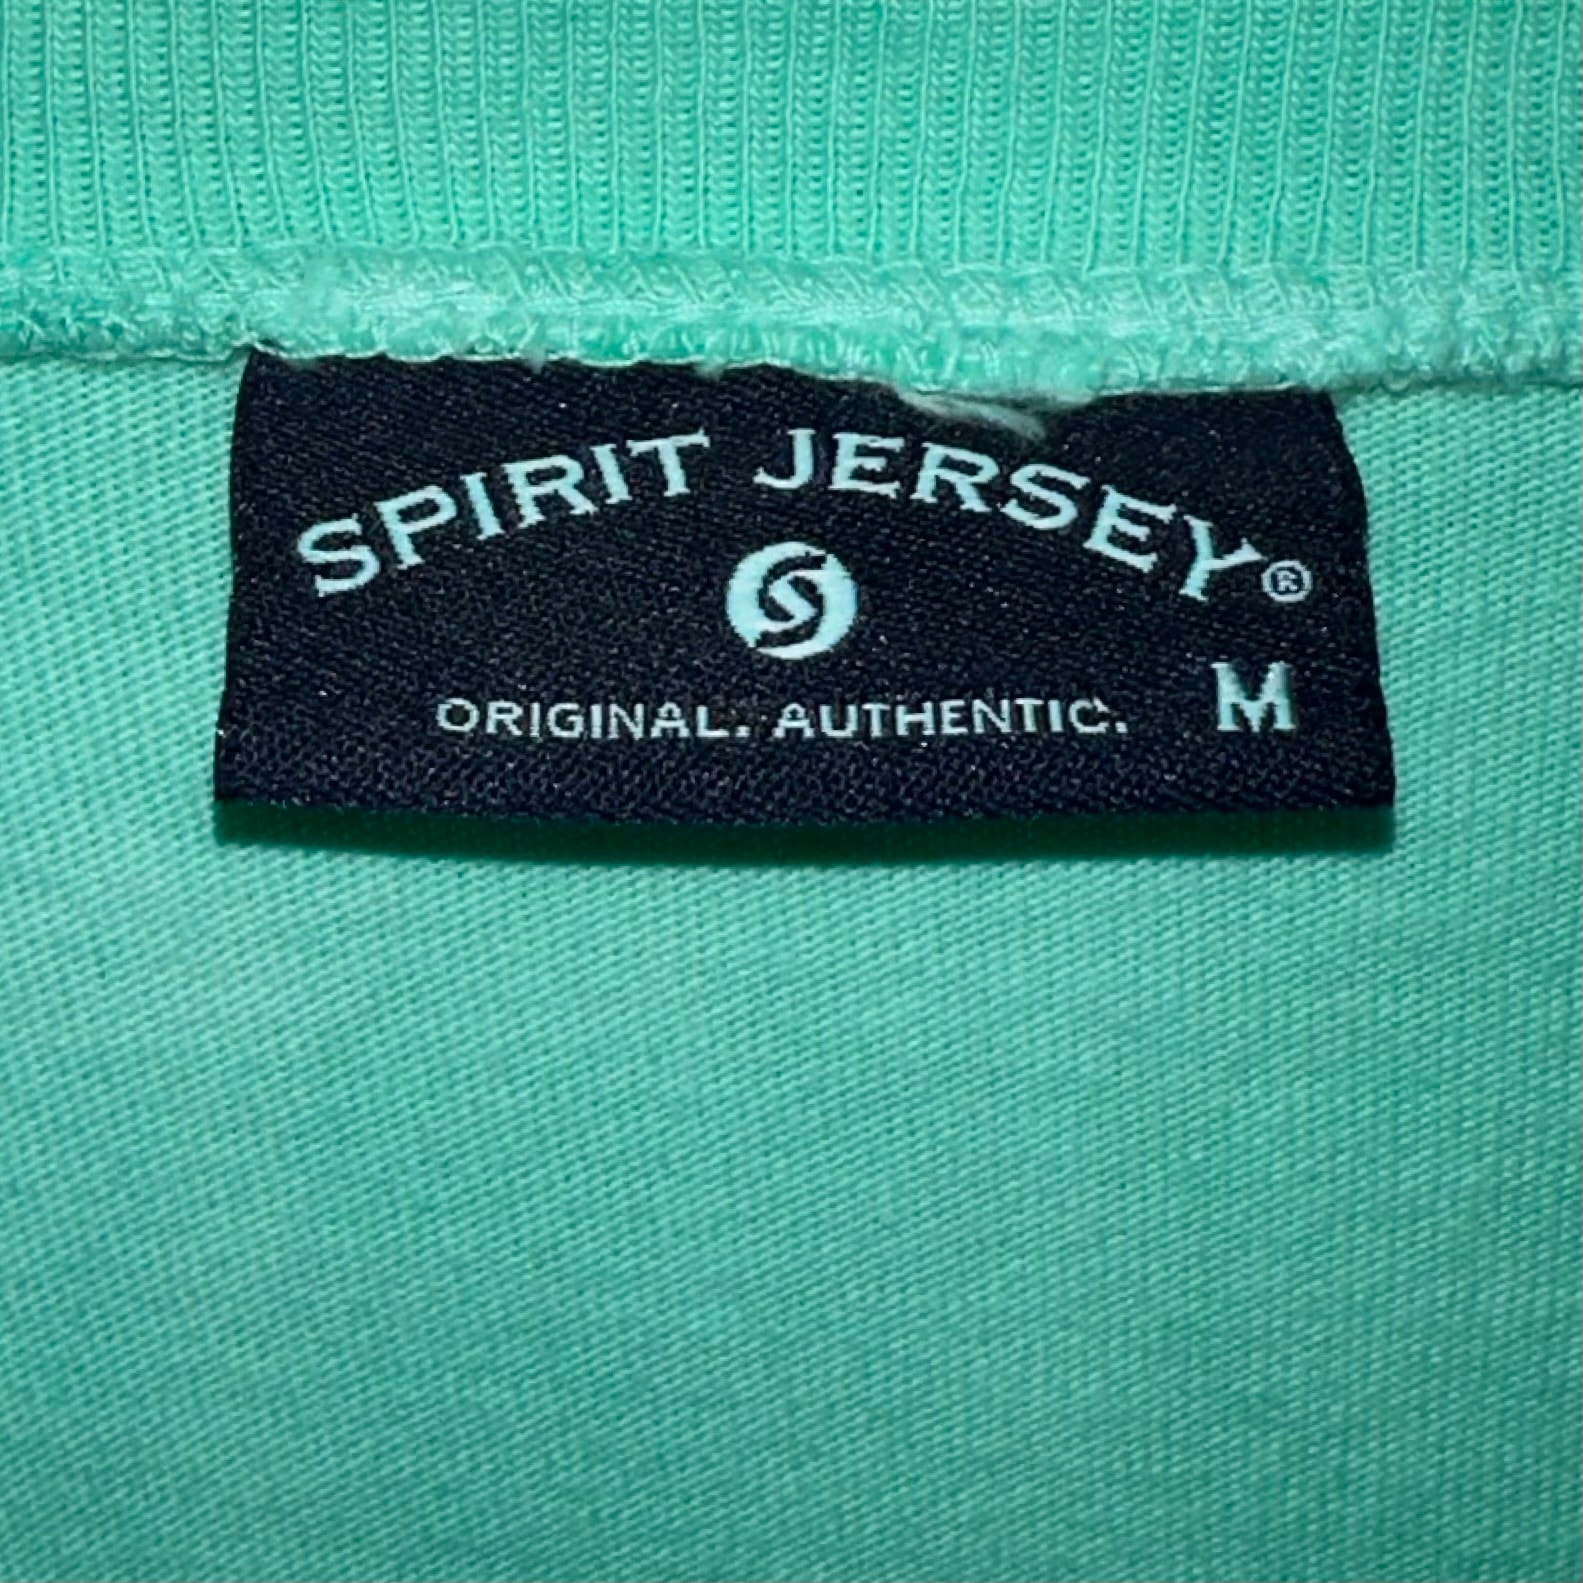 SPIRIT JERSEY®
ORIGINAL. AUTHENTIC. M